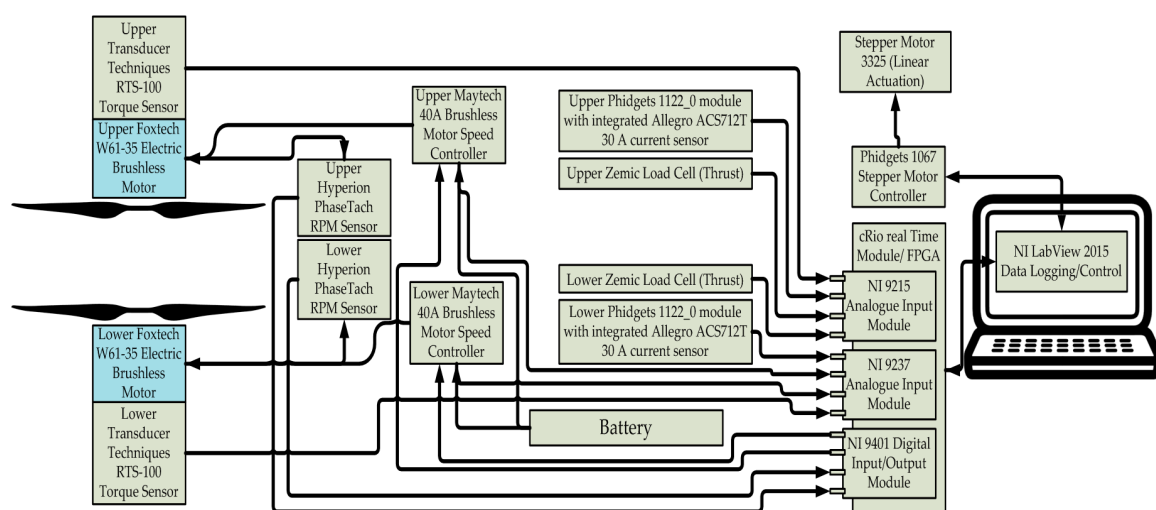 Upper
Transducer
Techniques
RTS-100
Torque Sensor
Upper Foxtech
W61-35 Electric
Brushless
Motor
Upper
Hyperion
PhaseTach
RPM Sensor
Lower
Hyperion
PhaseTach
RPM Sensor
Lower Foxtech
W61-35 Electric
Brushless
Motor
Lower
Transducer
Techniques
RTS-100
Torque Sensor
Upper Maytech
40A Brushless
Motor Speed
Controller
Lower Maytech
40A Brushless
Motor Speed
Controller
Upper Phidgets 1122_0 module
with integrated Allegro ACS712T
30 A current sensor
Upper Zemic Load Cell (Thrust)
Lower Zemic Load Cell (Thrust)
Lower Phidgets 1122_0 module
with integrated Allegro ACS712T
30 A current sensor
Battery
Stepper Motor
3325 (Linear
Actuation)
Phidgets 1067
Stepper Motor
Controller
cRio real Time
Module/ FPGA
NI 9215
Analogue Input
Module
NI 9237
Analogue Input
Module
NI 9401 Digital
Input/Output
Module
NI LabView 2015
Data Logging/Control